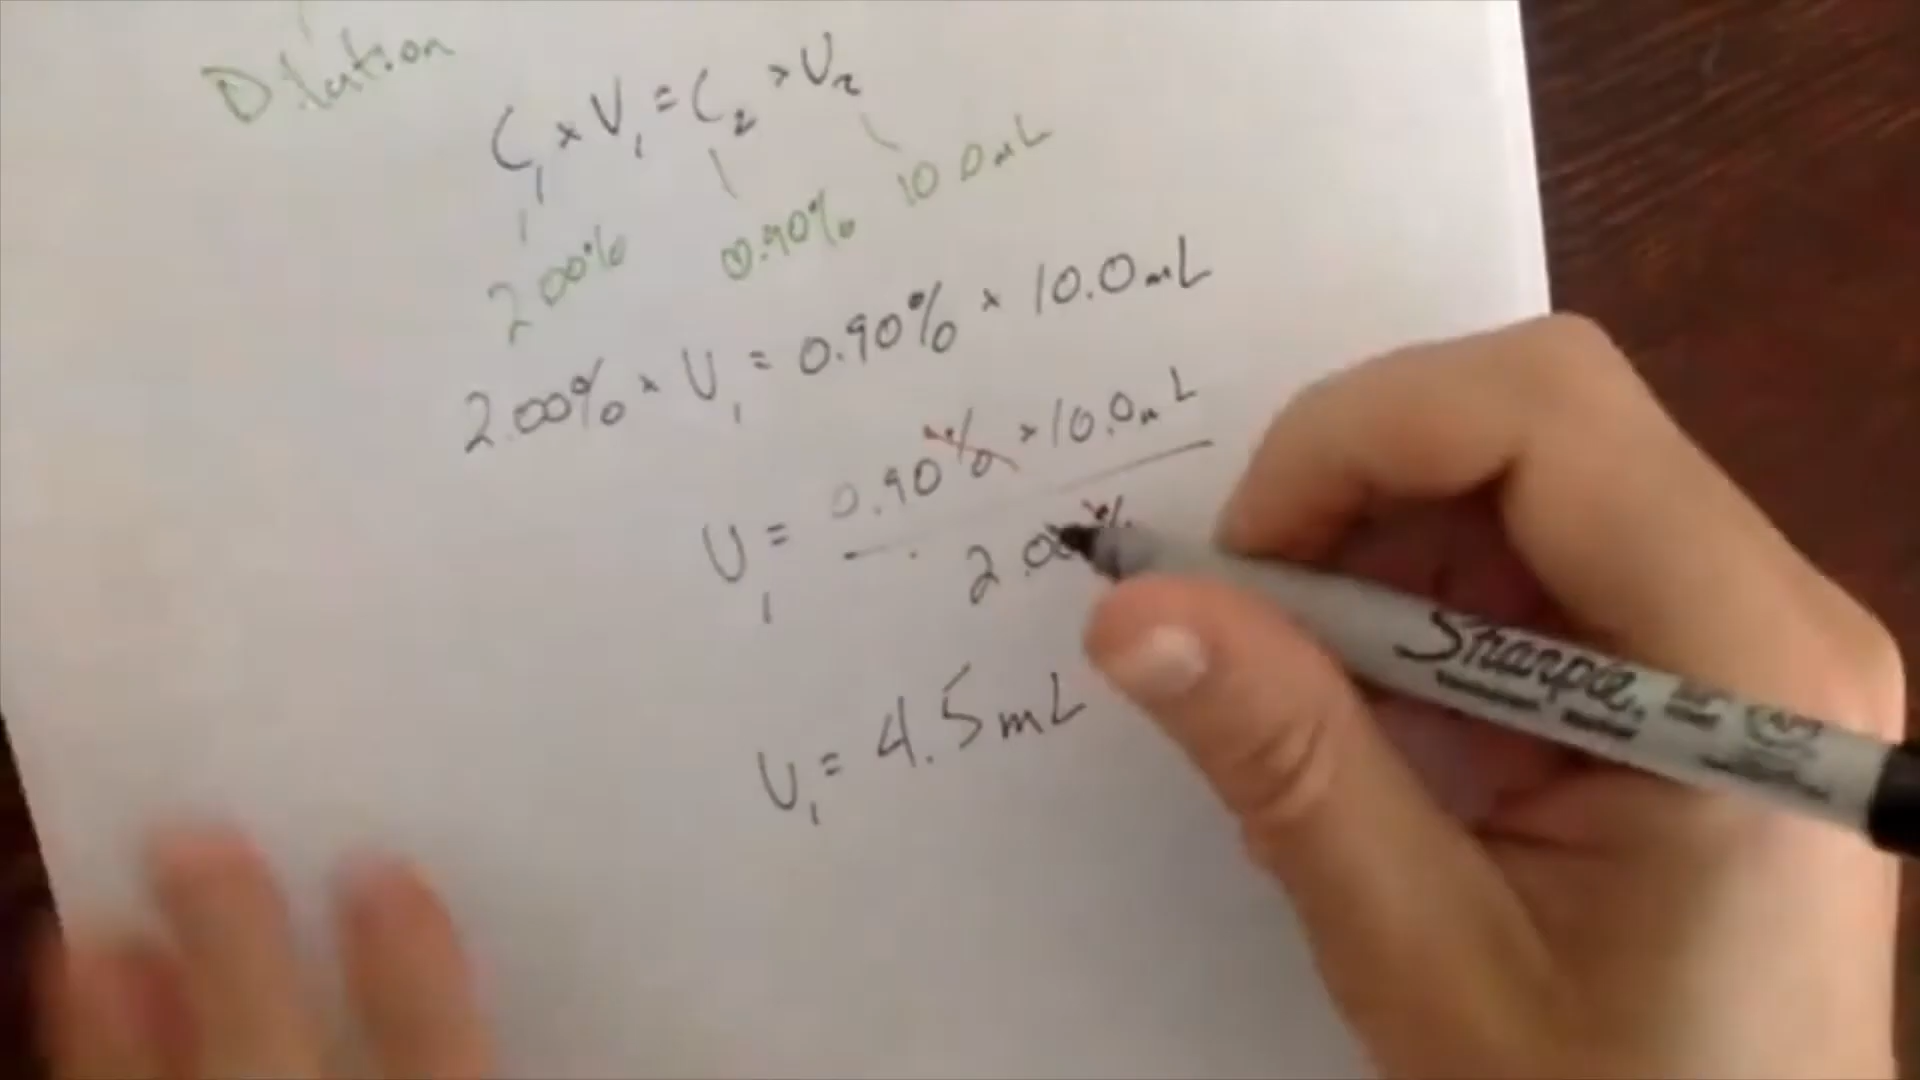 Dilution
C₁ × V₁ = C₂ × V₂
2.00% 0.90% 10.0mL
2.00% × V₁ = 0.90% × 10.0mL
V₁ = 0.90% × 10.0mL
2.00%
V₁ = 4.5mL
Sharpie